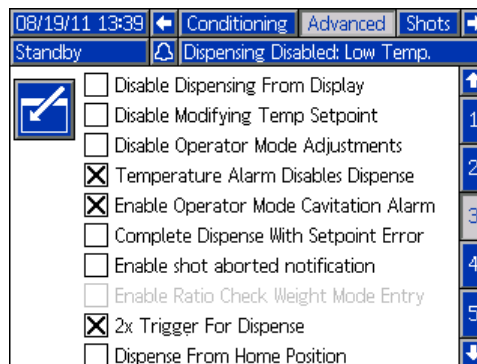 08/19/11 13:39 Conditioning Advanced Shots
Standby Dispensing Disabled: Low Temp.
Disable Dispensing From Display
Disable Modifying Temp Setpoint
1
Disable Operator Mode Adjustments
2
Temperature Alarm Disables Dispense
Enable Operator Mode Cavitation Alarm
3
Complete Dispense With Setpoint Error
Enable shot aborted notification
4
Enable Ratio Check Weight Mode Entry
5
2x Trigger For Dispense
Dispense From Home Position